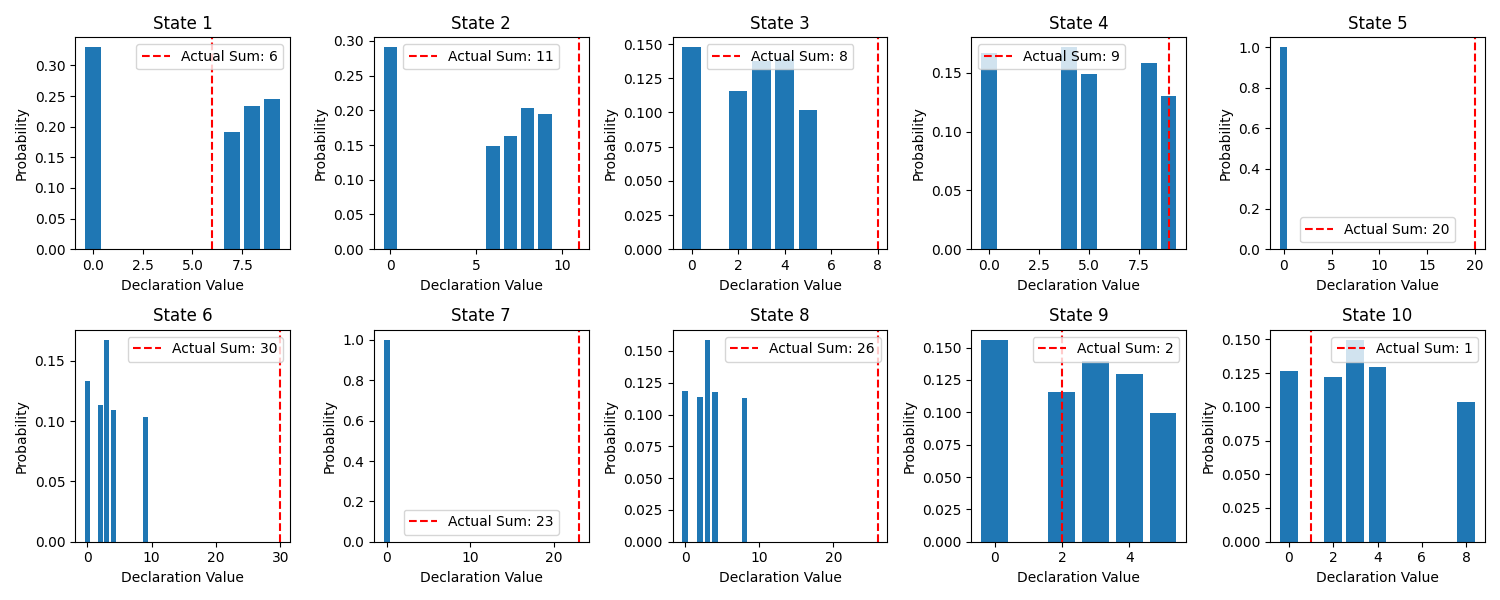 State 1
Actual Sum: 6
Probability
0.30
0.25
0.20
0.15
0.10
0.05
0.00
0.0 2.5 5.0 7.5
Declaration Value
State 2
Actual Sum: 11
Probability
0.30
0.25
0.20
0.15
0.10
0.05
0.00
0 5 10
Declaration Value
State 3
Actual Sum: 8
Probability
0.150
0.125
0.100
0.075
0.050
0.025
0.000
0 2 4 6 8
Declaration Value
State 4
Actual Sum: 9
Probability
0.15
0.10
0.05
0.00
0.0 2.5 5.0 7.5
Declaration Value
State 5
Actual Sum: 20
Probability
1.0
0.8
0.6
0.4
0.2
0.0
0 5 10 15 20
Declaration Value
State 6
Actual Sum: 30
Probability
0.15
0.10
0.05
0.00
0 10 20 30
Declaration Value
State 7
Actual Sum: 23
Probability
1.0
0.8
0.6
0.4
0.2
0.0
0 10 20
Declaration Value
State 8
Actual Sum: 26
Probability
0.150
0.125
0.100
0.075
0.050
0.025
0.000
0 10 20
Declaration Value
State 9
Actual Sum: 2
Probability
0.150
0.125
0.100
0.075
0.050
0.025
0.000
0 2 4
Declaration Value
State 10
Actual Sum: 1
Probability
0.150
0.125
0.100
0.075
0.050
0.025
0.000
0 2 4 6 8
Declaration Value